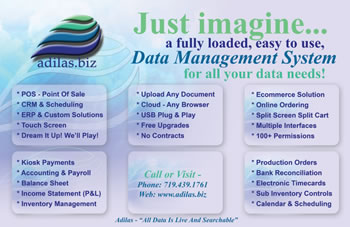 adilas.biz
Just imagine...
a fully loaded, easy to use,
Data Management System
for all your data needs!
* POS - Point Of Sale
* CRM & Scheduling
* ERP & Custom Solutions
* Touch Screen
* Dream It Up! We'll Play!
* Upload Any Document
* Cloud - Any Browser
* USB Plug & Play
* Free Upgrades
* No Contracts
* Ecommerce Solution
* Online Ordering
* Split Screen Split Cart
* Multiple Interfaces
* 100+ Permissions
* Kiosk Payments
* Accounting & Payroll
* Balance Sheet
* Income Statement (P&L)
* Inventory Management
Call or Visit -
Phone: 719.439.1761
Web: www.adilas.biz
* Production Orders
* Bank Reconciliation
* Electronic Timecards
* Sub Inventory Controls
* Calendar & Scheduling
Adilas - "All Data Is Live And Searchable"